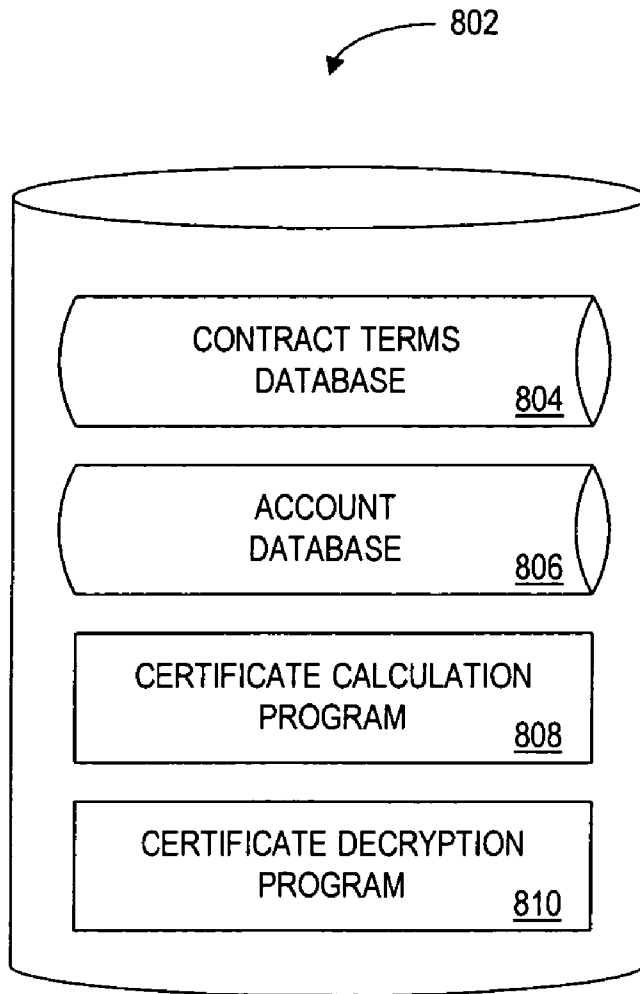 802
CONTRACT TERMS
DATABASE
804
ACCOUNT
DATABASE
806
CERTIFICATE CALCULATION
PROGRAM
808
CERTIFICATE DECRYPTION
PROGRAM
810